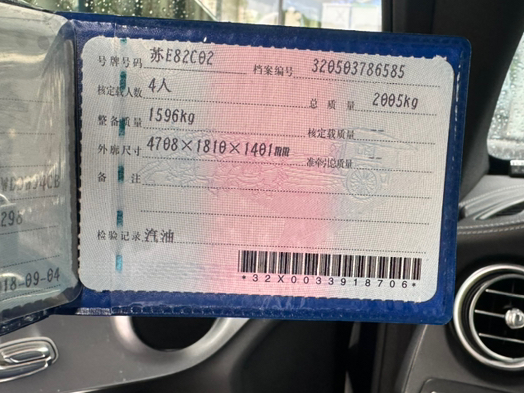 号牌号码 苏E82C02 档案编号 320503786585
核定载人数 4人 总质量 2005kg
整备质量 1596kg 核定载质量 --
外廓尺寸 4708×1810×1401mm 准牵引总质量 --
备注
检验记录 汽油
*32X0033918706*
298
18-09-04